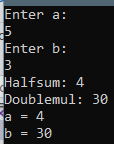 Enter a:
5
Enter b:
3
Halfsum: 4
Doublemul: 30
a = 4
b = 30